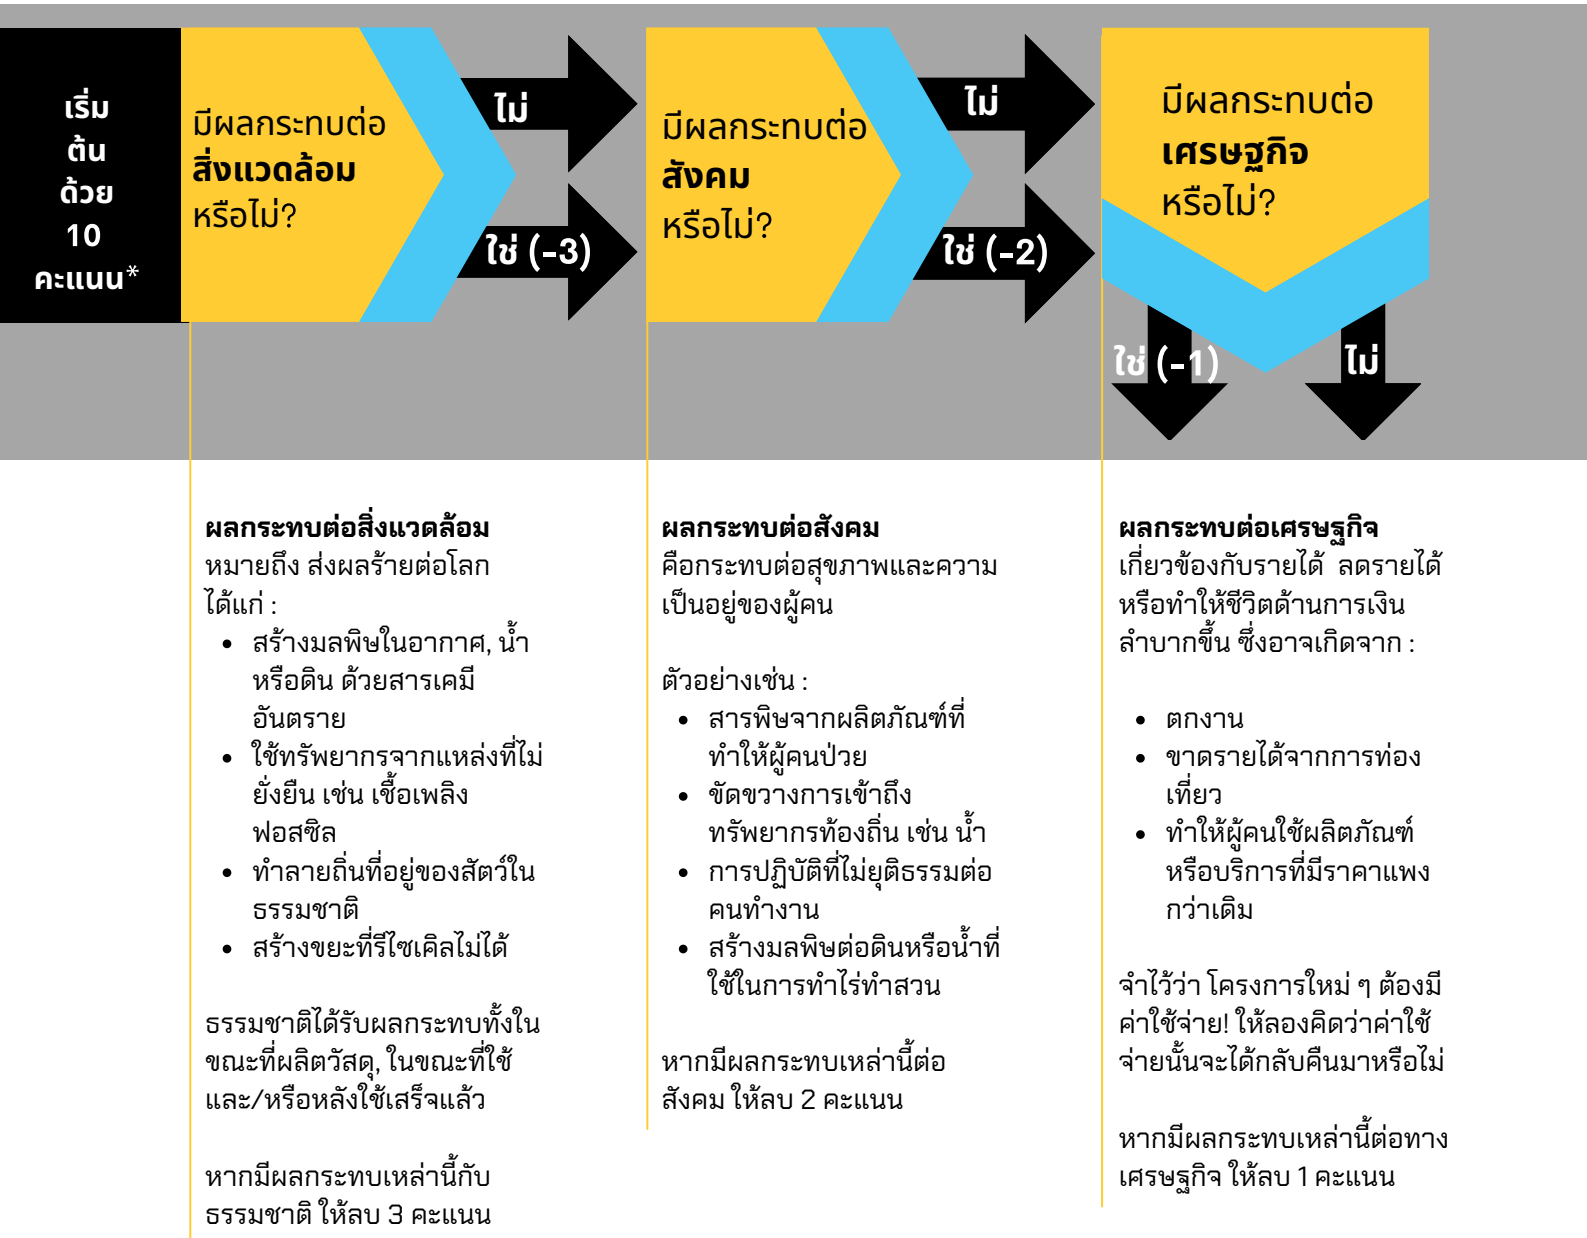 เริ่ม
ต้น
ด้วย
10
คะแนน*
มีผลกระทบต่อ
สิ่งแวดล้อม
หรือไม่?
ไม่
ใช่ (-3)
มีผลกระทบต่อ
สังคม
หรือไม่?
ไม่
ใช่ (-2)
มีผลกระทบต่อ
เศรษฐกิจ
หรือไม่?
ใช่ (-1)
ไม่
ผลกระทบต่อสิ่งแวดล้อม
หมายถึง ส่งผลร้ายต่อโลก
ได้แก่ :
• สร้างมลพิษในอากาศ, น้ำ
หรือดิน ด้วยสารเคมี
อันตราย
• ใช้ทรัพยากรจากแหล่งที่ไม่
ยั่งยืน เช่น เชื้อเพลิง
ฟอสซิล
• ทำลายถิ่นที่อยู่ของสัตว์ใน
ธรรมชาติ
• สร้างขยะที่รีไซเคิลไม่ได้
ธรรมชาติได้รับผลกระทบทั้งใน
ขณะที่ผลิตวัสดุ, ในขณะที่ใช้
และ/หรือหลังใช้เสร็จแล้ว
หากมีผลกระทบเหล่านี้กับ
ธรรมชาติ ให้ลบ 3 คะแนน
ผลกระทบต่อสังคม
คือกระทบต่อสุขภาพและความ
เป็นอยู่ของผู้คน
ตัวอย่างเช่น :
• สารพิษจากผลิตภัณฑ์ที่
ทำให้ผู้คนป่วย
• ขัดขวางการเข้าถึง
ทรัพยากรท้องถิ่น เช่น น้ำ
• การปฏิบัติที่ไม่ยุติธรรมต่อ
คนทำงาน
• สร้างมลพิษต่อดินหรือน้ำที่
ใช้ในการทำไร่ทำสวน
หากมีผลกระทบเหล่านี้ต่อ
สังคม ให้ลบ 2 คะแนน
ผลกระทบต่อเศรษฐกิจ
เกี่ยวข้องกับรายได้ ลดรายได้
หรือทำให้ชีวิตด้านการเงิน
ลำบากขึ้น ซึ่งอาจเกิดจาก :
• ตกงาน
• ขาดรายได้จากการท่อง
เที่ยว
• ทำให้ผู้คนใช้ผลิตภัณฑ์
หรือบริการที่มีราคาแพง
กว่าเดิม
จำไว้ว่า โครงการใหม่ ๆ ต้องมี
ค่าใช้จ่าย! ให้ลองคิดว่าค่าใช้
จ่ายนั้นจะได้กลับคืนมาหรือไม่
หากมีผลกระทบเหล่านี้ต่อทาง
เศรษฐกิจ ให้ลบ 1 คะแนน